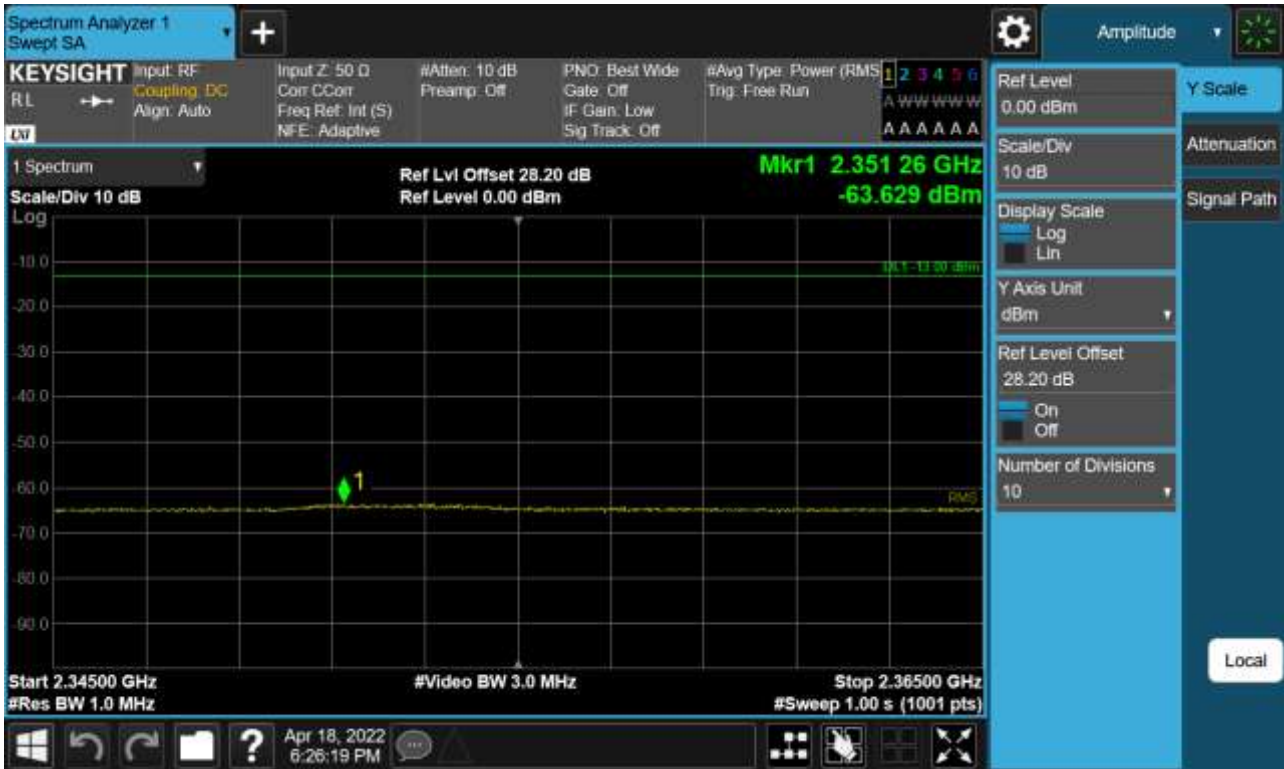 Spectrum Analyzer 1
Swept SA
+
Amplitude
KEYSIGHT
RL
LXI
Input: RF
Coupling: DC
Align: Auto
Input Z: 50 Ω
Corr CCorr
Freq Ref: Int (S)
NFE: Adaptive
#Atten: 10 dB
Preamp: Off
PNO: Best Wide
Gate: Off
IF Gain: Low
Sig Track: Off
#Avg Type: Power (RMS
Trig: Free Run
1 2 3 4 5 6
A W W W W W
A A A A A A
1 Spectrum
Scale/Div 10 dB
Log
Ref Lvl Offset 28.20 dB
Ref Level 0.00 dBm
Mkr1 2.351 26 GHz
-63.629 dBm
DL1 -13.00 dBm
-10.0
-20.0
-30.0
-40.0
-50.0
1
-60.0
RMS
-70.0
-80.0
-90.0
Start 2.34500 GHz
#Res BW 1.0 MHz
#Video BW 3.0 MHz
Stop 2.36500 GHz
#Sweep 1.00 s (1001 pts)
Ref Level
0.00 dBm
Scale/Div
10 dB
Display Scale
Log
Lin
Y Axis Unit
dBm
Ref Level Offset
28.20 dB
On
Off
Number of Divisions
10
Y Scale
Attenuation
Signal Path
Local
?
Apr 18, 2022
6:26:19 PM